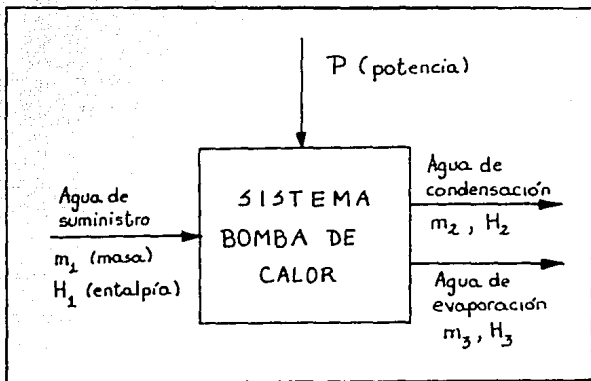 P (potencia)
Agua de
suministro
m₁ (masa)
H₁ (entalpía)
SISTEMA
BOMBA DE
CALOR
Agua de
condensación
m₂, H₂
Agua de
evaporación
m₃, H₃